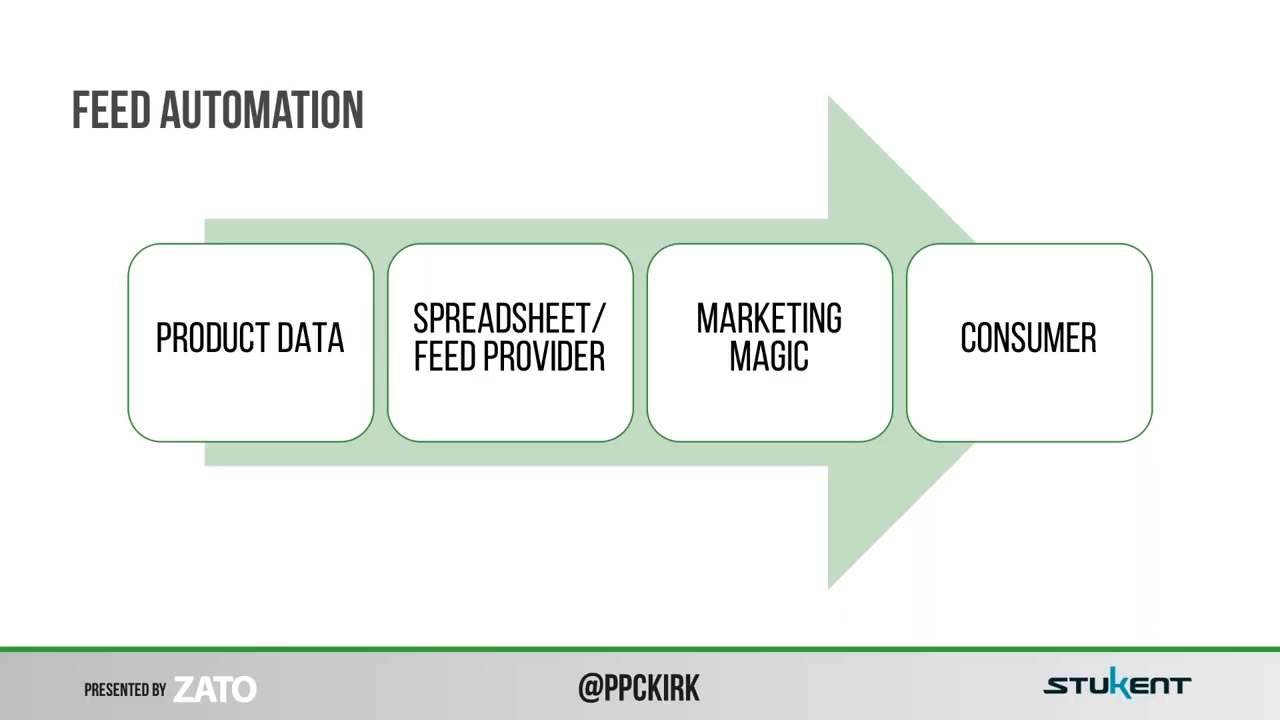 FEED AUTOMATION
PRODUCT DATA
SPREADSHEET/
FEED PROVIDER
MARKETING
MAGIC
CONSUMER
PRESENTED BY ZATO
@PPCKIRK
STUKENT